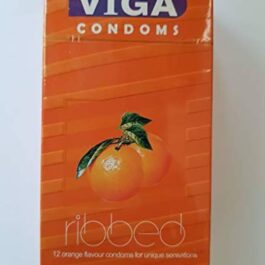 VIGA
CONDOMS
ribbed
12 orange flavour condoms for unique sensations